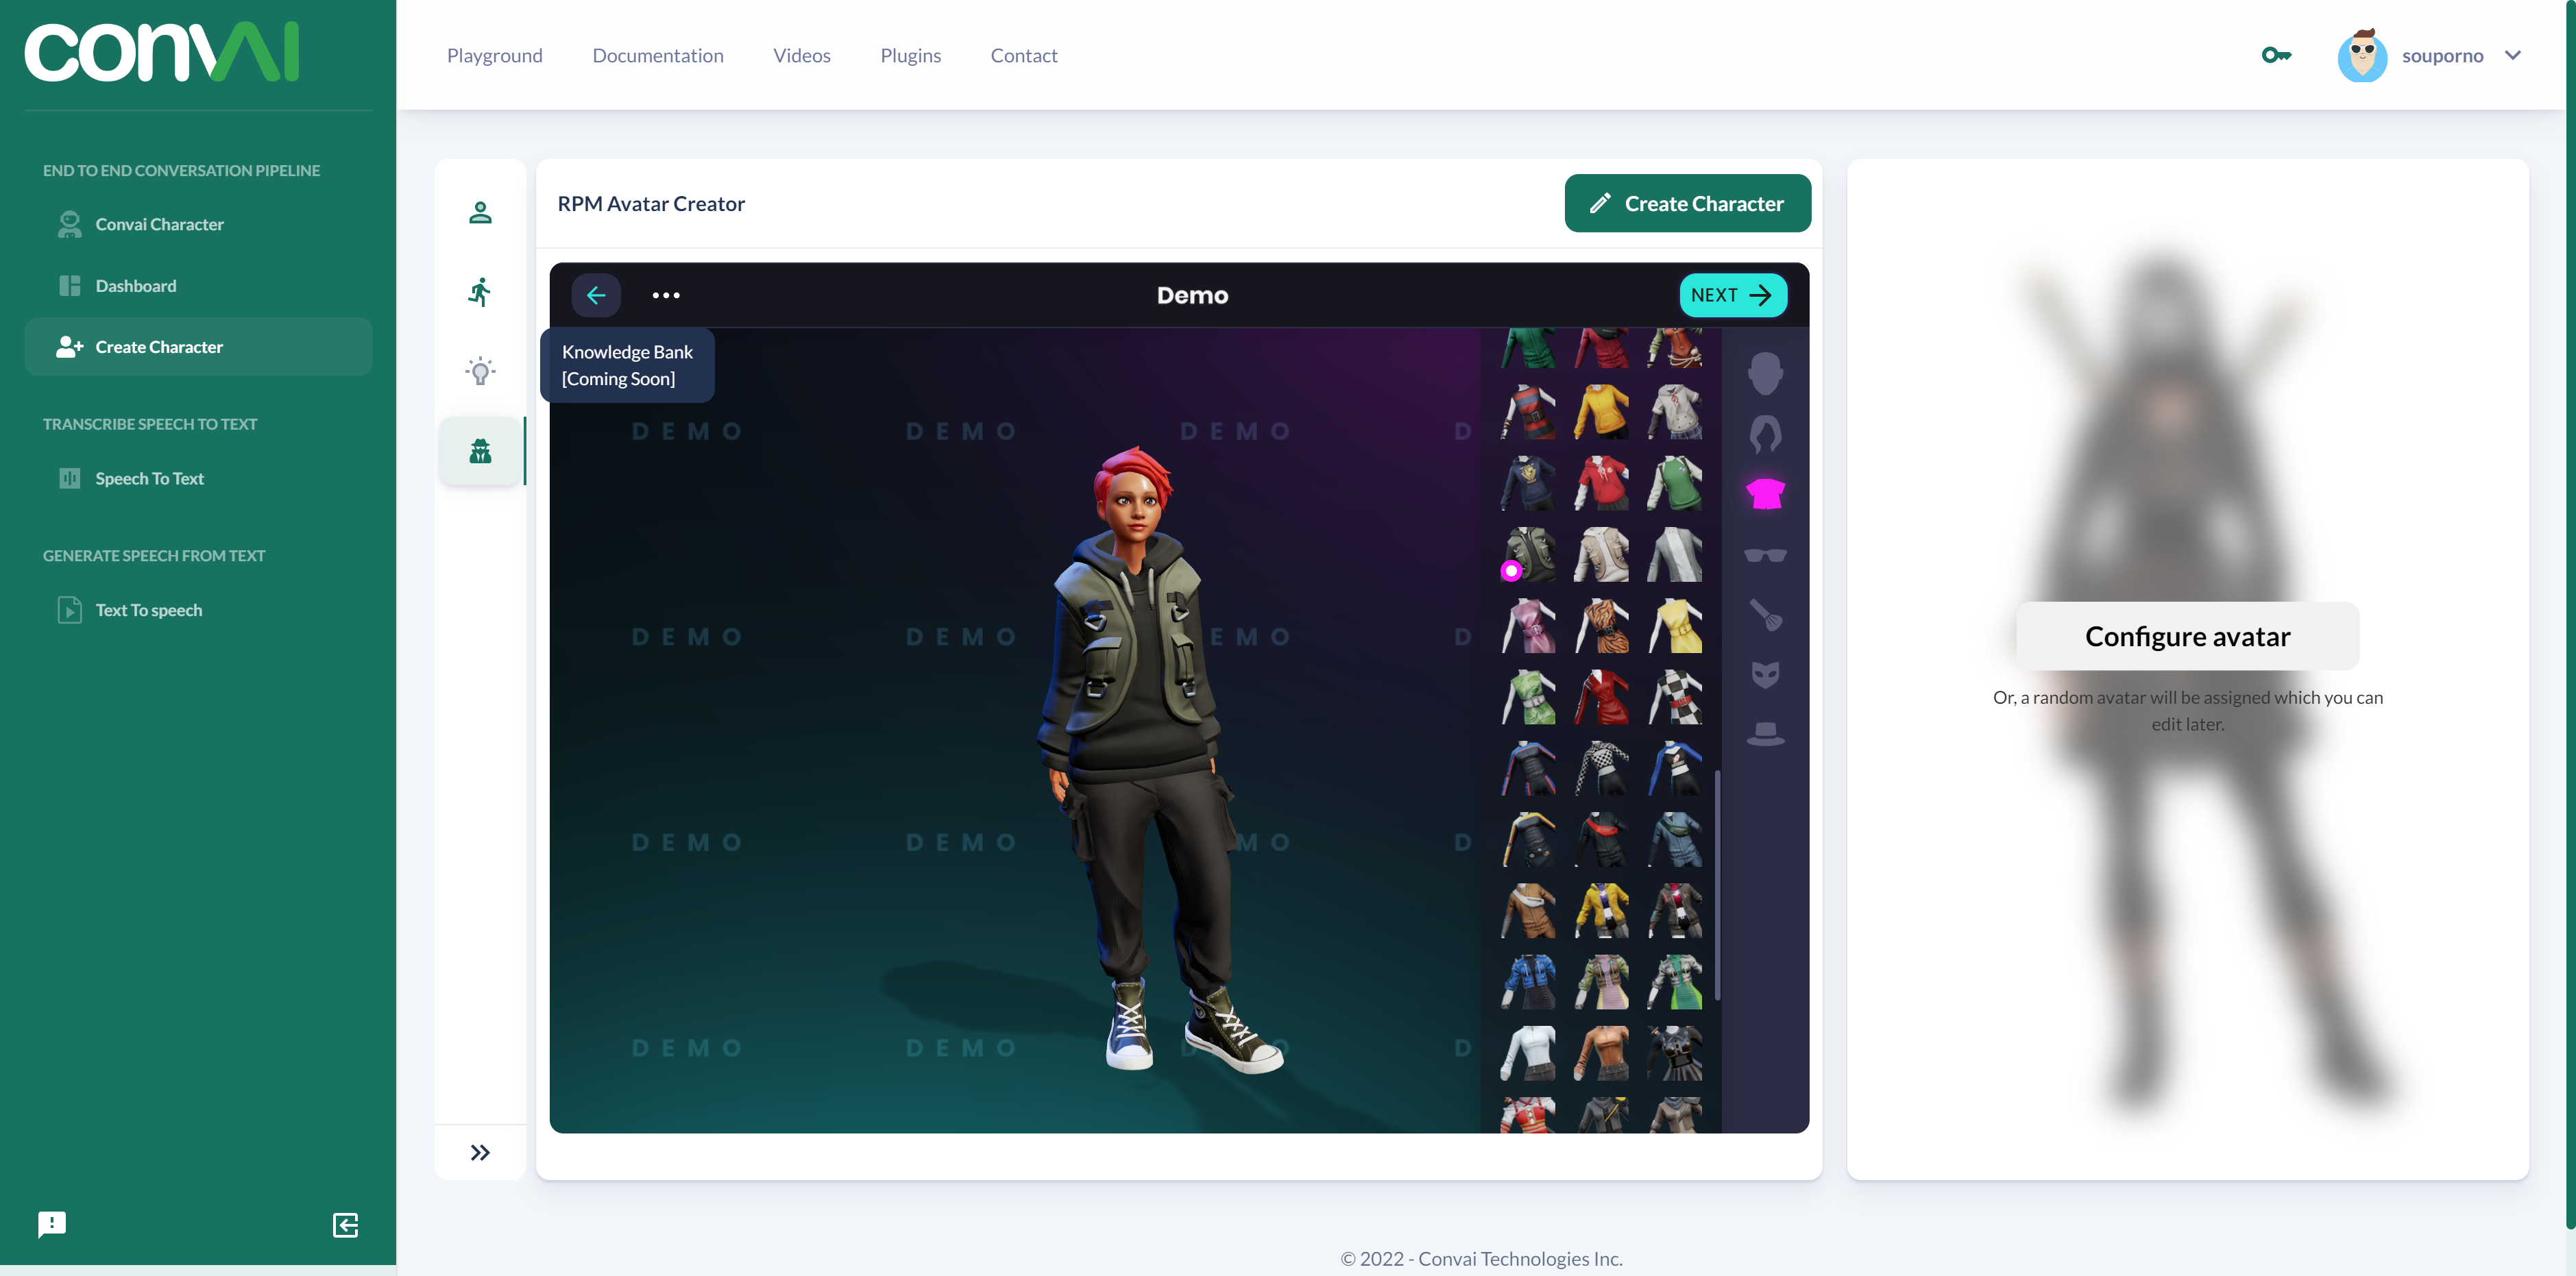 convAI
Playground
Documentation
Videos
Plugins
Contact
souporno
END TO END CONVERSATION PIPELINE
Convai Character
Dashboard
Create Character
TRANSCRIBE SPEECH TO TEXT
Speech To Text
GENERATE SPEECH FROM TEXT
Text To speech
RPM Avatar Creator
Create Character
Demo
NEXT
Knowledge Bank
[Coming Soon]
DEMO DEMO DEMO D
DEMO DEMO EMO D
DEMO DEMO MO D
DEMO DEMO DEMO D
Configure avatar
Or, a random avatar will be assigned which you can
edit later.
© 2022 - Convai Technologies Inc.